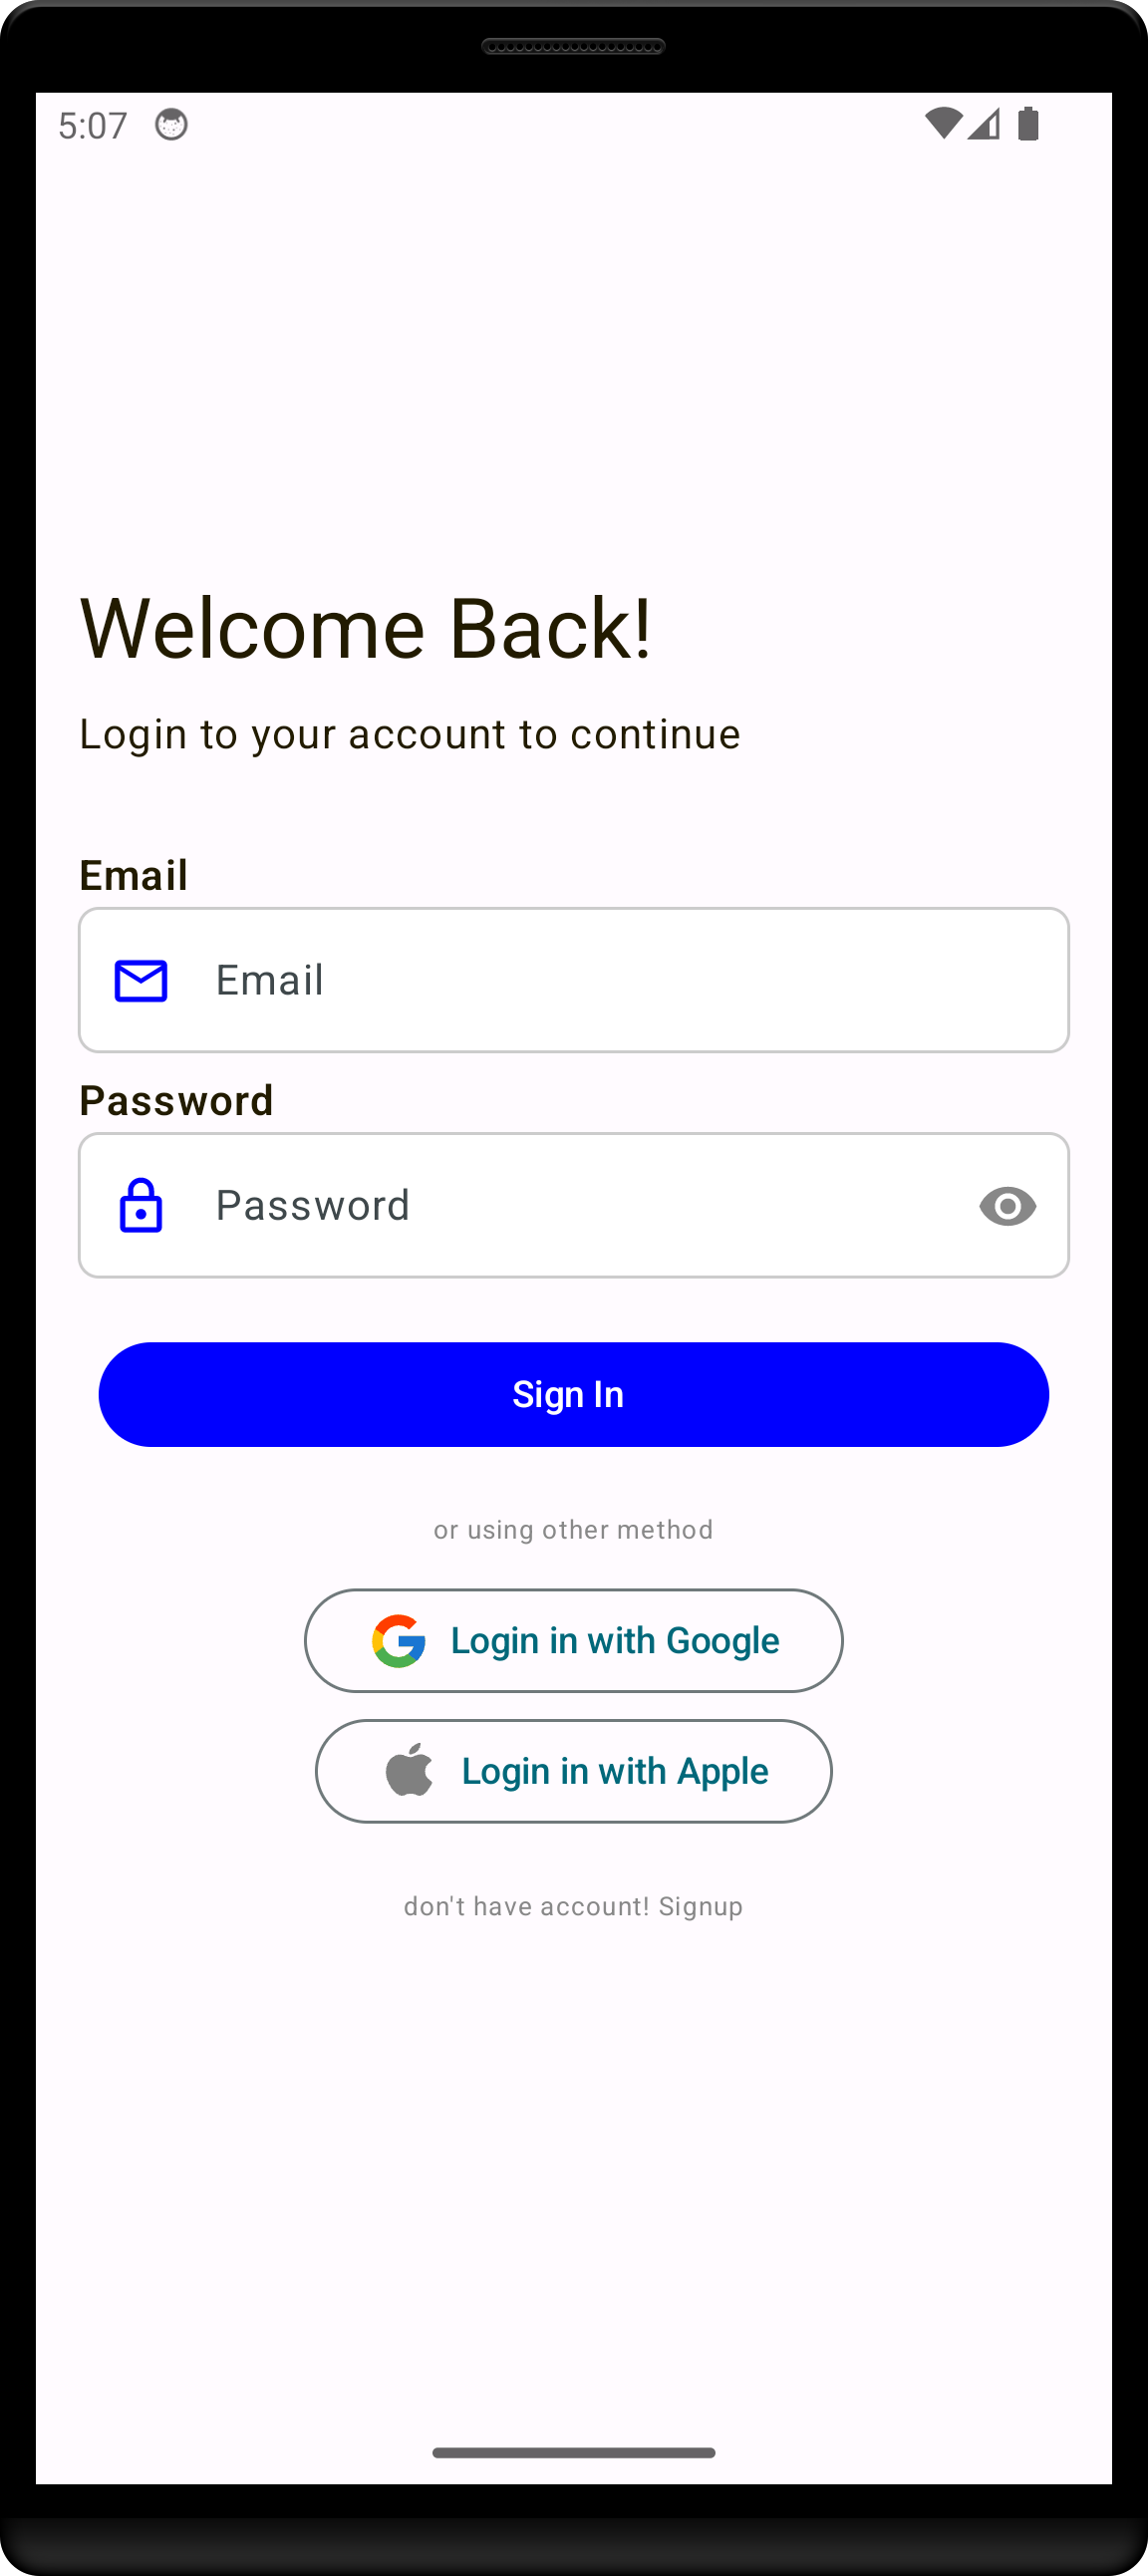 5:07
Welcome Back!
Login to your account to continue
Email
Email
Password
Password
Sign In
or using other method
Login in with Google
Login in with Apple
don't have account! Signup